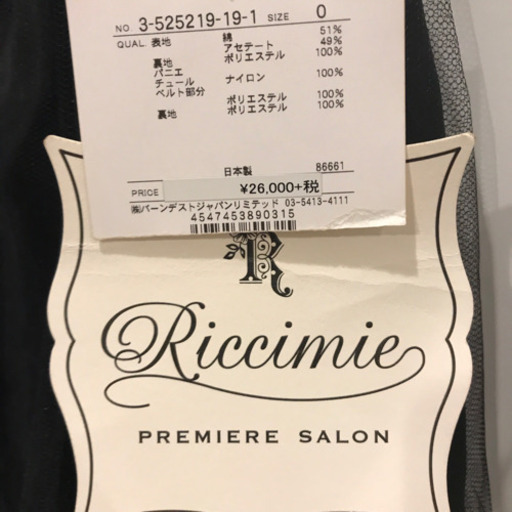 NO. 3-525219-19-1 SIZE 0
QUAL. 表地 綿 51%
アセテート 49%
裏地 ポリエステル 100%
パニエ
チュール ナイロン 100%
ベルト部分
ポリエステル 100%
裏地 ポリエステル 100%
日本製 86661
PRICE ¥26,000+税
㈱バーンデストジャパンリミテッド 03-5413-4111
4547453890315
R
Riccimie
PREMIERE SALON